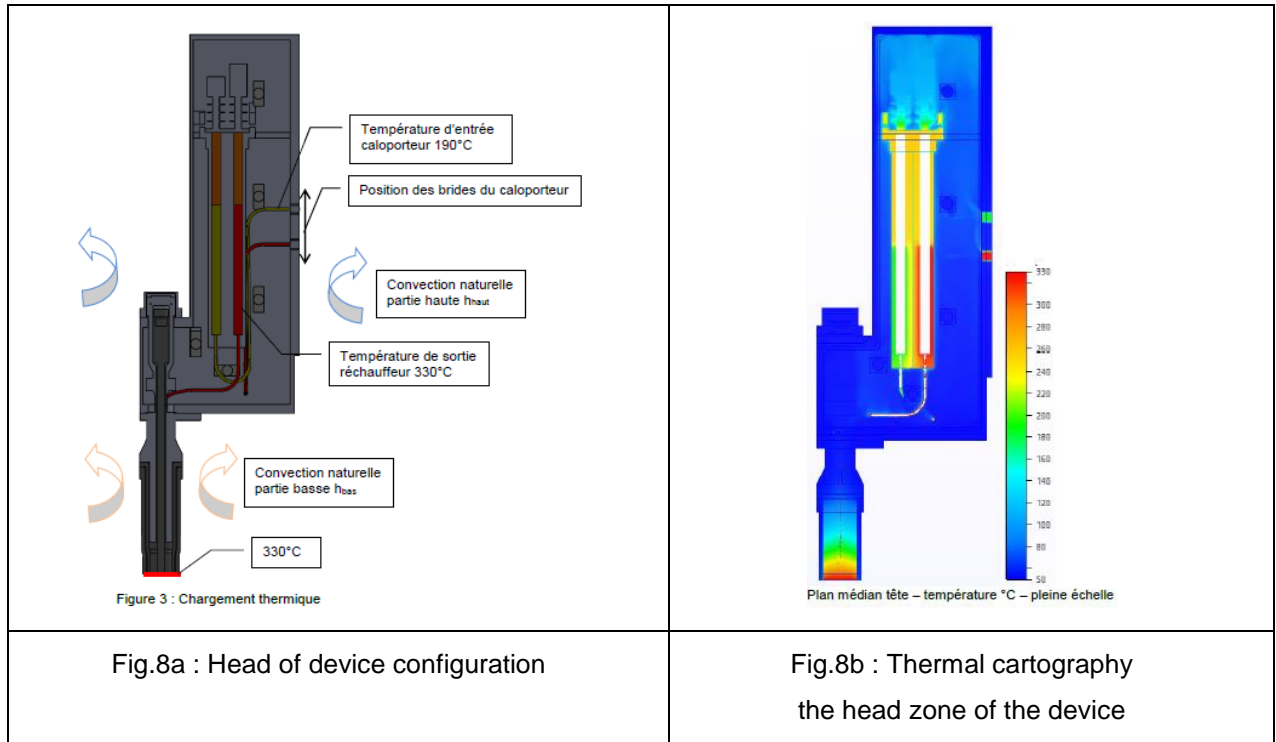 Température d'entrée
caloporteur 190°C
Position des brides du caloporteur
Convection naturelle
partie haute hhaut
Température de sortie
réchauffeur 330°C
Convection naturelle
partie basse hbas
330°C
Figure 3 : Chargement thermique
330
300
280
260
240
220
200
180
160
140
120
100
80
50
Plan médian tête – température °C – pleine échelle
Fig.8a : Head of device configuration
Fig.8b : Thermal cartography
the head zone of the device